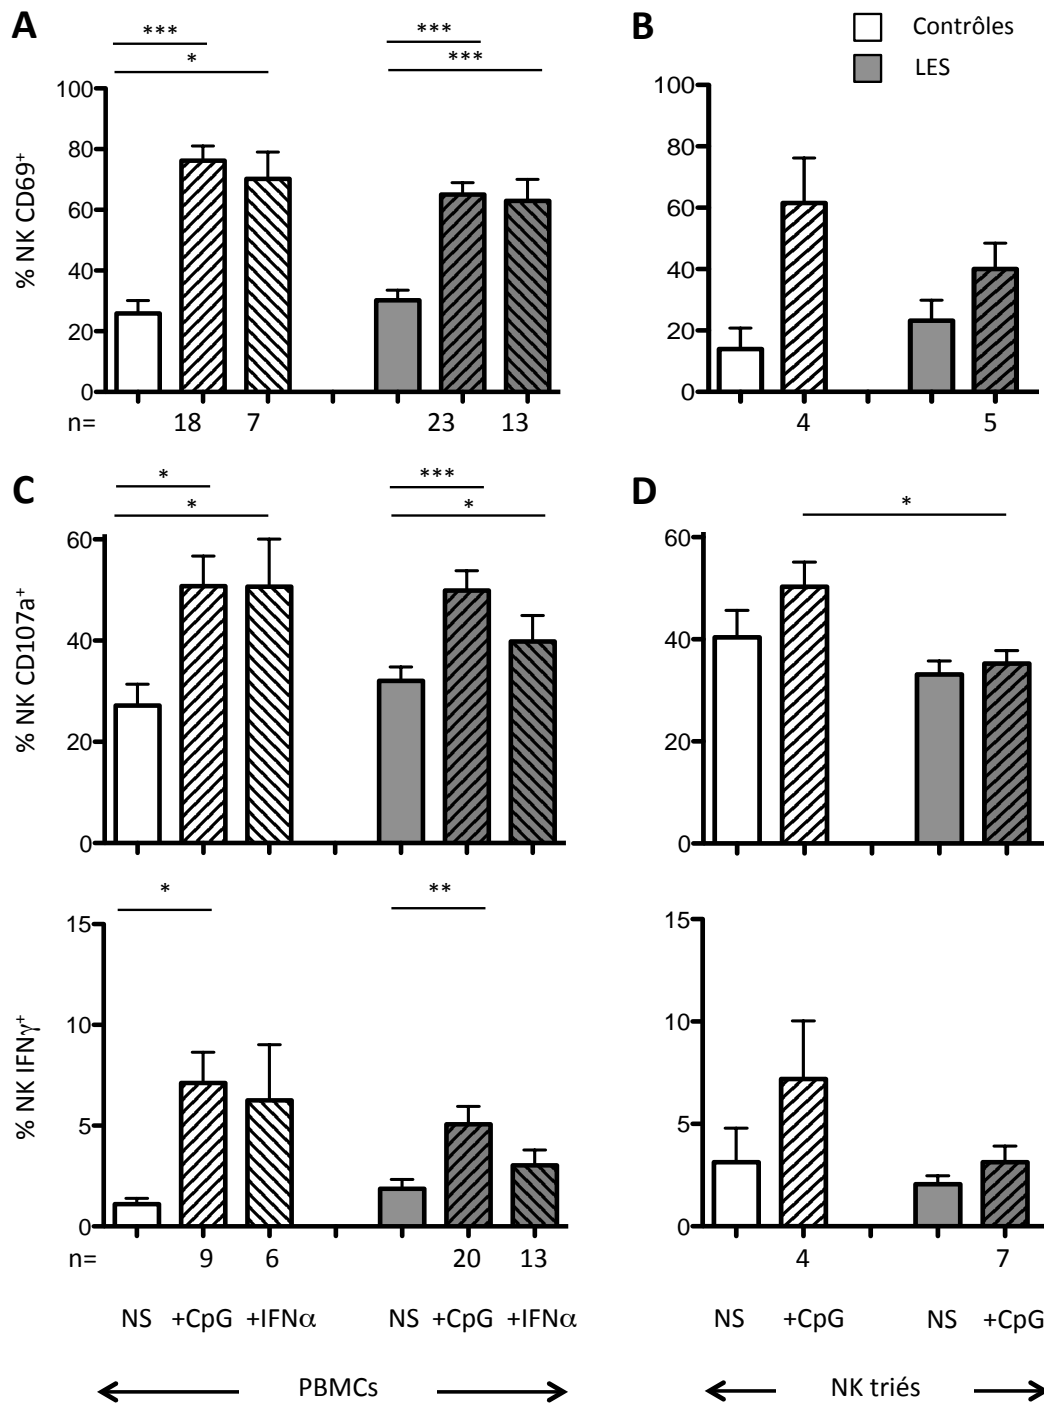 A
B
Contrôles
LES
***
*
***
***
% NK CD69⁺
100
80
60
40
20
0
n= 18 7 23 13
100
80
60
40
20
0
4 5
C
D
*
*
***
*
*
% NK CD107a⁺
60
40
20
0
60
40
20
0
*
**
% NK IFNγ⁺
15
10
5
0
n= 9 6 20 13
15
10
5
0
4 7
NS +CpG +IFNα NS +CpG +IFNα
NS +CpG NS +CpG
PBMCs
NK triés